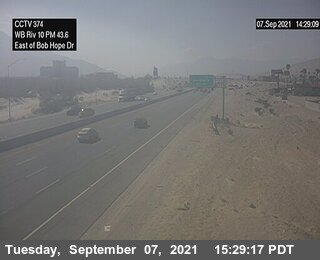 CCTV 374
WB Riv 10 PM 43.6
East of Bob Hope Dr
07.Sep 2021 14:29:09
Tuesday, September 07, 2021 15:29:17 PDT